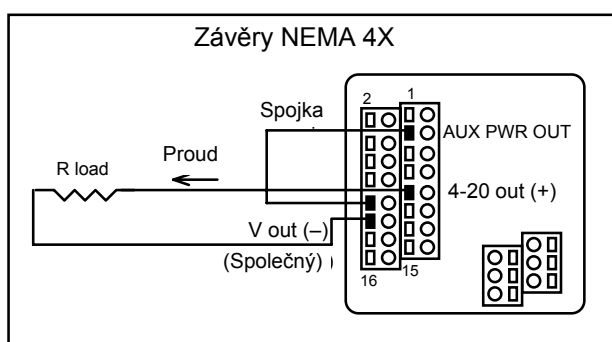 Závěry NEMA 4X
2 1
Spojka
AUX PWR OUT
Proud
R load
4-20 out (+)
V out (–)
(Společný)
16 15